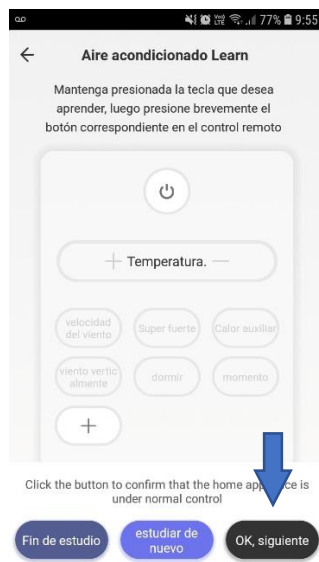 77% 9:55
Aire acondicionado Learn
Mantenga presionada la tecla que desea
aprender, luego presione brevemente el
botón correspondiente en el control remoto
Temperatura.
velocidad
del viento
Super fuerte
Calor auxiliar
viento vertic
almente
dormir
momento
Click the button to confirm that the home app ce is
under normal control
Fin de estudio
estudiar de
nuevo
OK, siguiente